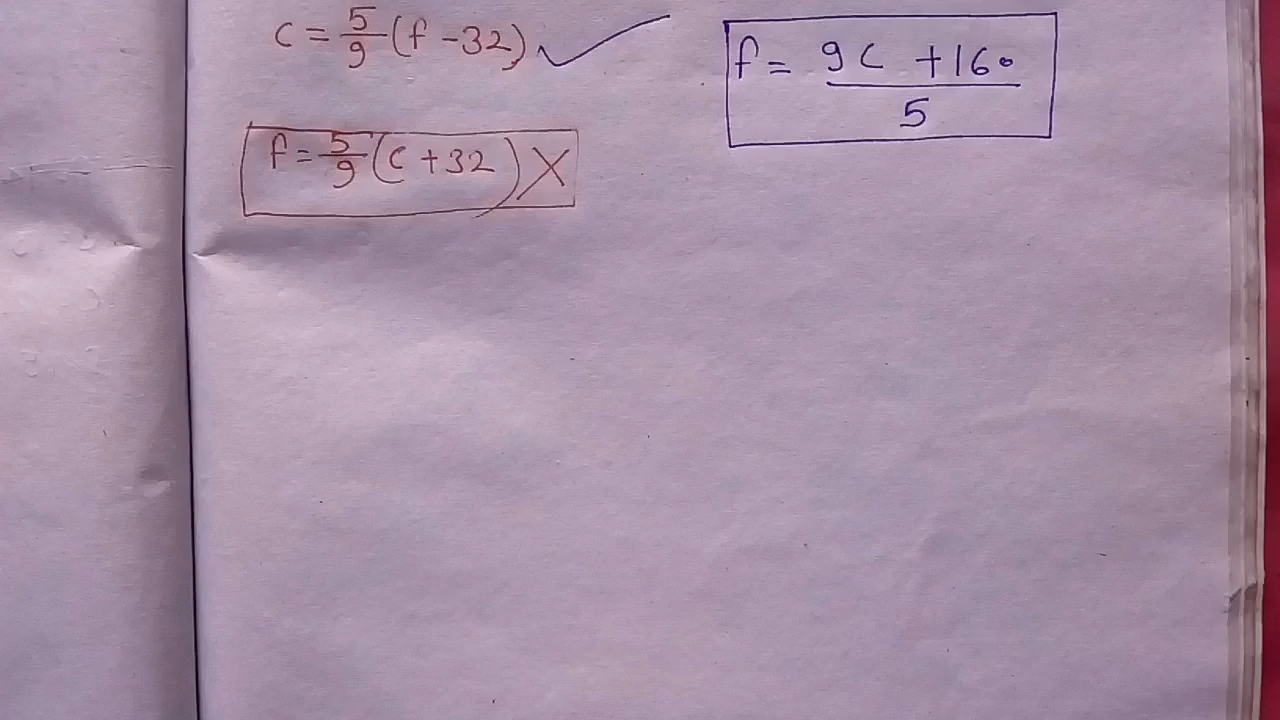 c = 5/9 (f - 32) ✓
f = 5/9 (c + 32) X
f = 9c + 160 / 5